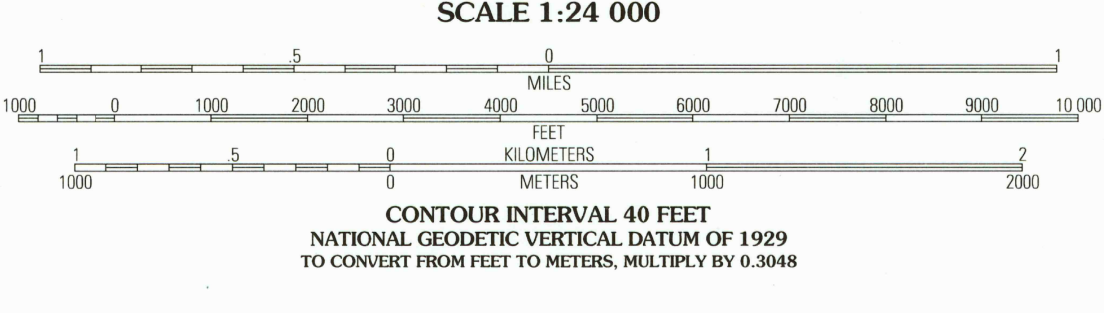 SCALE 1:24 000
1 .5 0 1
MILES
1000 0 1000 2000 3000 4000 5000 6000 7000 8000 9000 10 000
FEET
1 .5 0 KILOMETERS 1 2
1000 0 METERS 1000 2000
CONTOUR INTERVAL 40 FEET
NATIONAL GEODETIC VERTICAL DATUM OF 1929
TO CONVERT FROM FEET TO METERS, MULTIPLY BY 0.3048